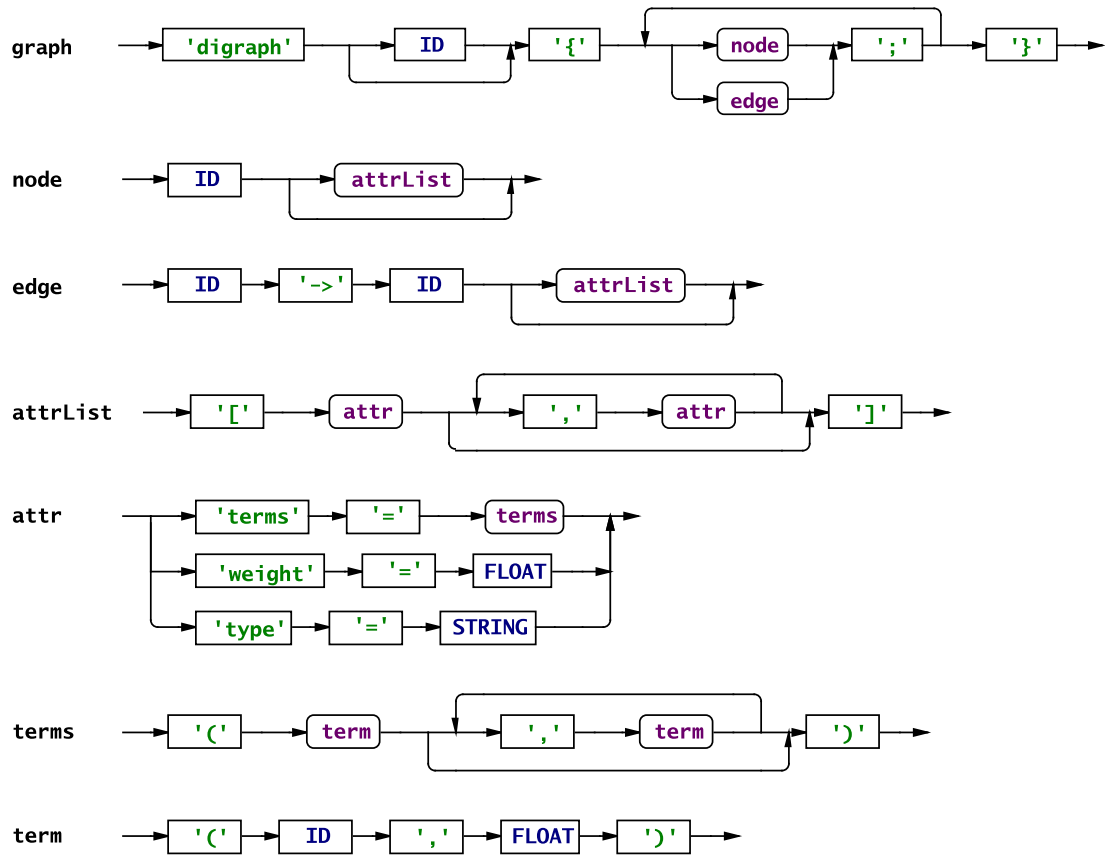 graph 'digraph' ID '{' node ';' '}'
edge
node ID attrList
edge ID '->' ID attrList
attrList '[' attr ',' attr ']'
attr 'terms' '=' terms
'weight' '=' FLOAT
'type' '=' STRING
terms '(' term ',' term ')'
term '(' ID ',' FLOAT ')'